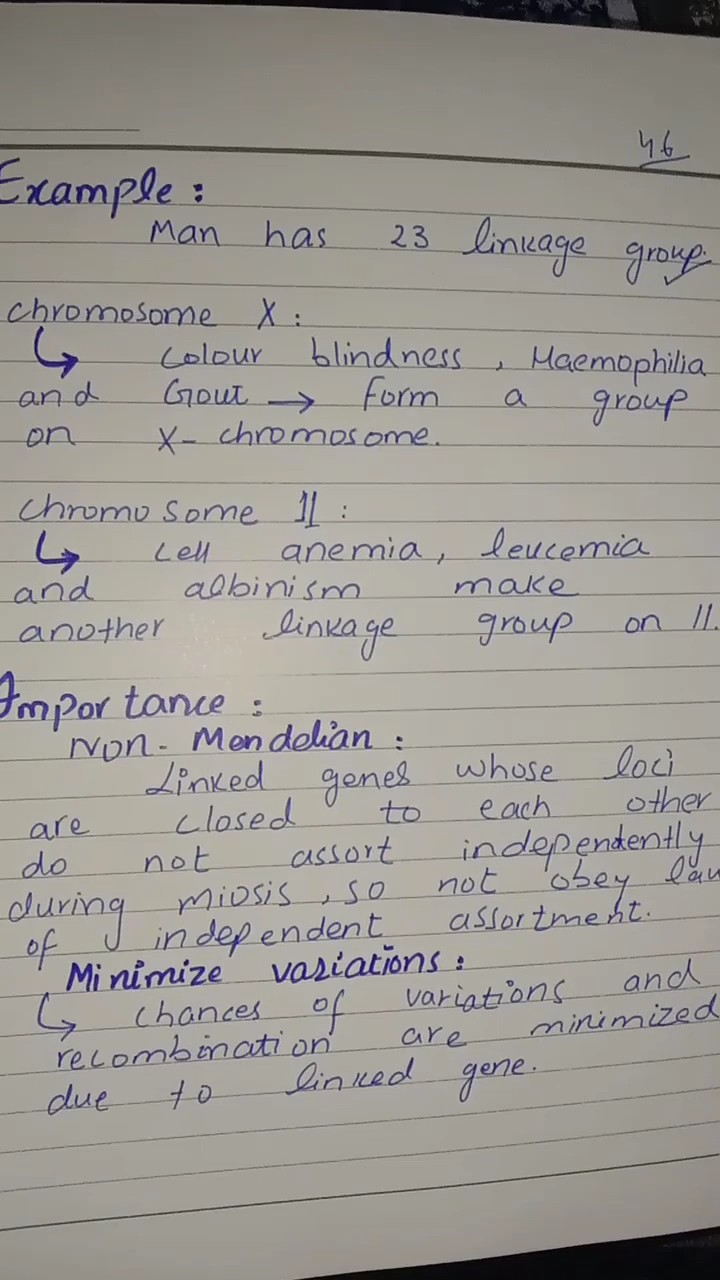 46
Example :
Man has 23 linkage group.
chromosome X :
↳ colour blindness , Haemophilia
and Gout → form a group
on X- chromosome.
chromosome 11 :
↳ cell anemia, leucemia
and albinism make
another linkage group on 11.
Importance :
Non- Mendelian :
Linked genes whose loci
are closed to each other
do not assort independently
during miosis , so not obey law
of independent assortment.
Minimize variations :
↳ chances of variations and
recombination are minimized
due to linked gene.